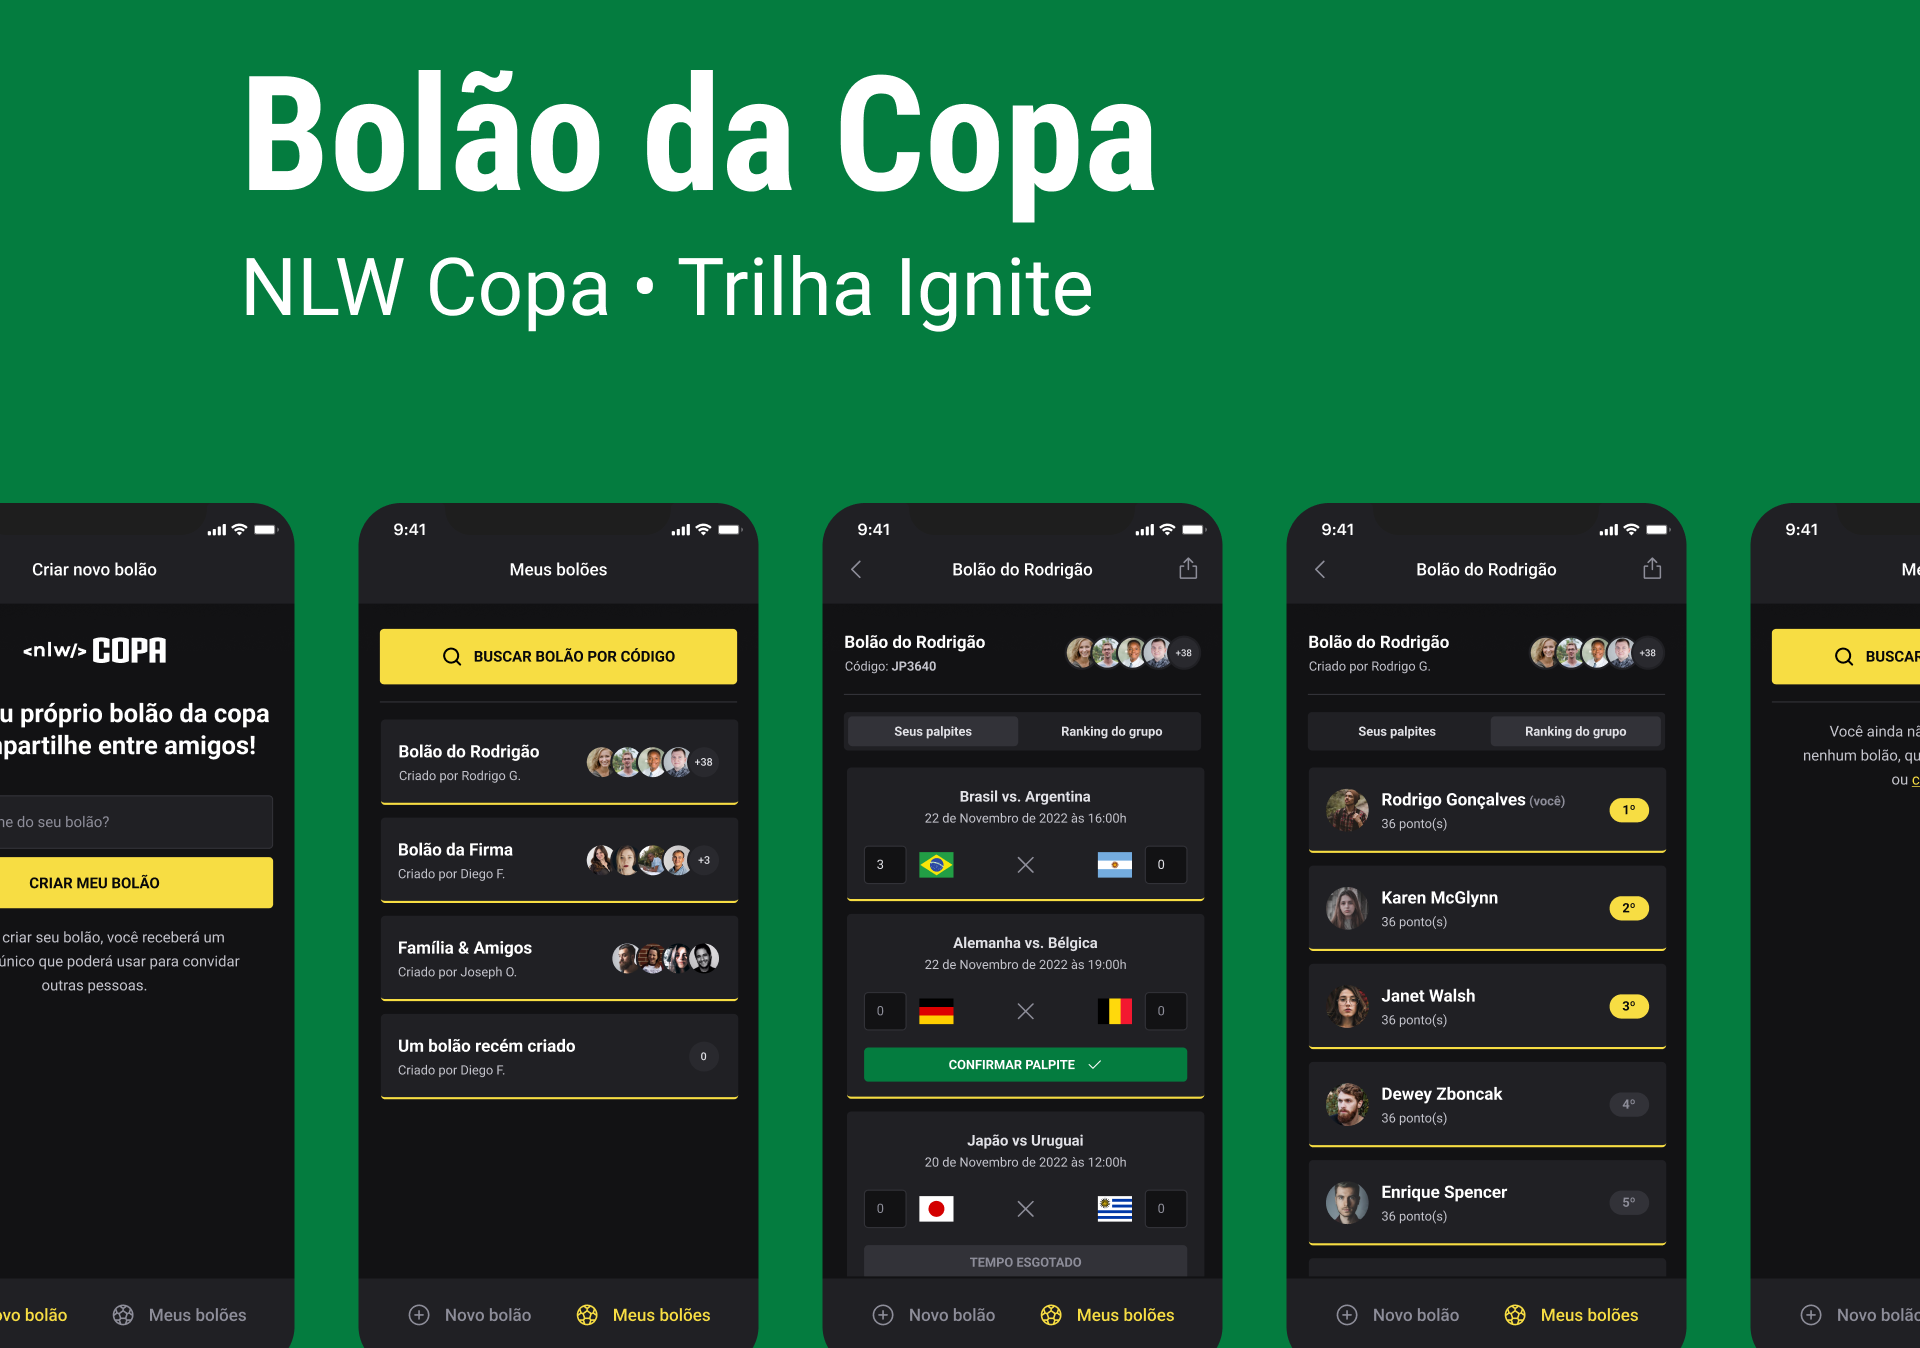 Bolão da Copa
NLW Copa • Trilha Ignite
Criar novo bolão
<nlw/> COPA
próprio bolão da copa
entre amigos!
do seu bolão?
CRIAR MEU BOLÃO
criar seu bolão, você receberá um
único que poderá usar para convidar
outras pessoas.
bolão
Meus bolões
9:41
Meus bolões
BUSCAR BOLÃO POR CÓDIGO
Bolão do Rodrigão
Criado por Rodrigo G.
+38
Bolão da Firma
Criado por Diego F.
+3
Família & Amigos
Criado por Joseph O.
Um bolão recém criado
Criado por Diego F.
0
Novo bolão
Meus bolões
9:41
Bolão do Rodrigão
Bolão do Rodrigão
Código: JP3640
+38
Seus palpites
Ranking do grupo
Brasil vs. Argentina
22 de Novembro de 2022 às 16:00h
3
0
Alemanha vs. Bélgica
22 de Novembro de 2022 às 19:00h
0
0
CONFIRMAR PALPITE
Japão vs Uruguai
20 de Novembro de 2022 às 12:00h
0
0
TEMPO ESGOTADO
Novo bolão
Meus bolões
9:41
Bolão do Rodrigão
Bolão do Rodrigão
Criado por Rodrigo G.
+38
Seus palpites
Ranking do grupo
Rodrigo Gonçalves (você)
36 ponto(s)
1º
Karen McGlynn
36 ponto(s)
2º
Janet Walsh
36 ponto(s)
3º
Dewey Zboncak
36 ponto(s)
4º
Enrique Spencer
36 ponto(s)
5º
Novo bolão
Meus bolões
9:41
BUSCAR
Você ainda
nenhum bolão,
ou
Novo